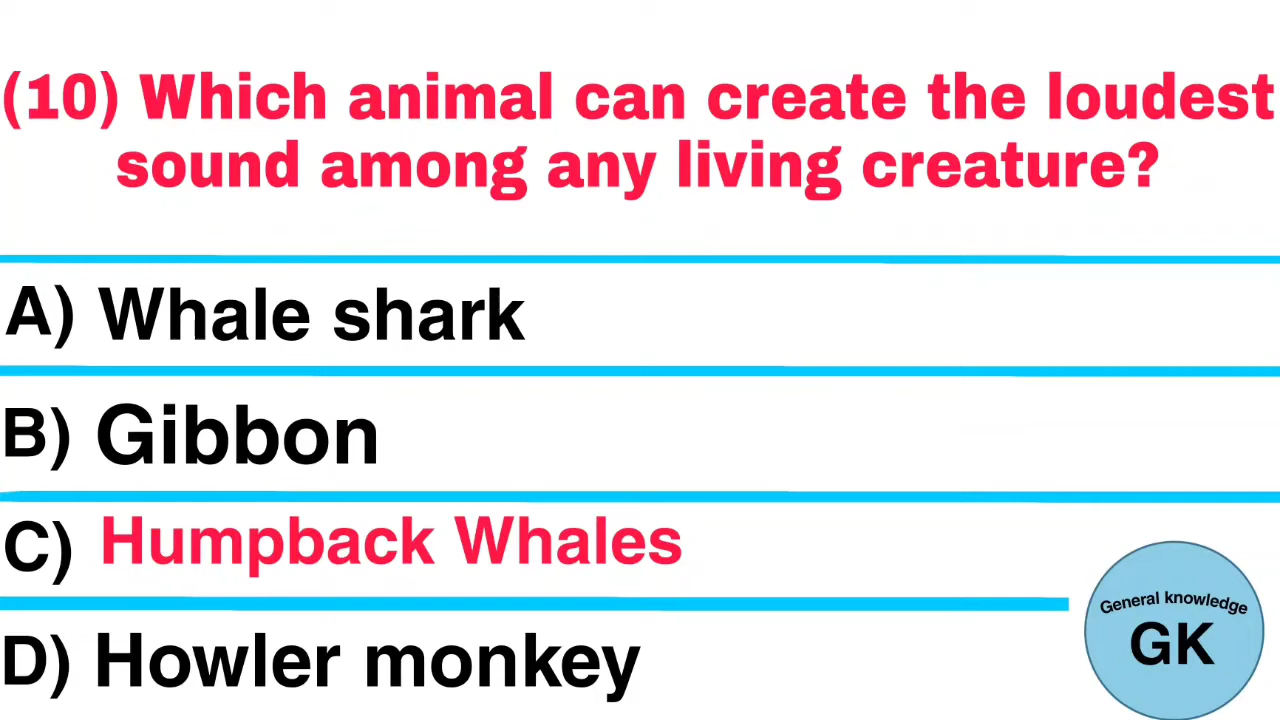 (10) Which animal can create the loudest
sound among any living creature?
A) Whale shark
B) Gibbon
C) Humpback Whales
D) Howler monkey
General knowledge
GK